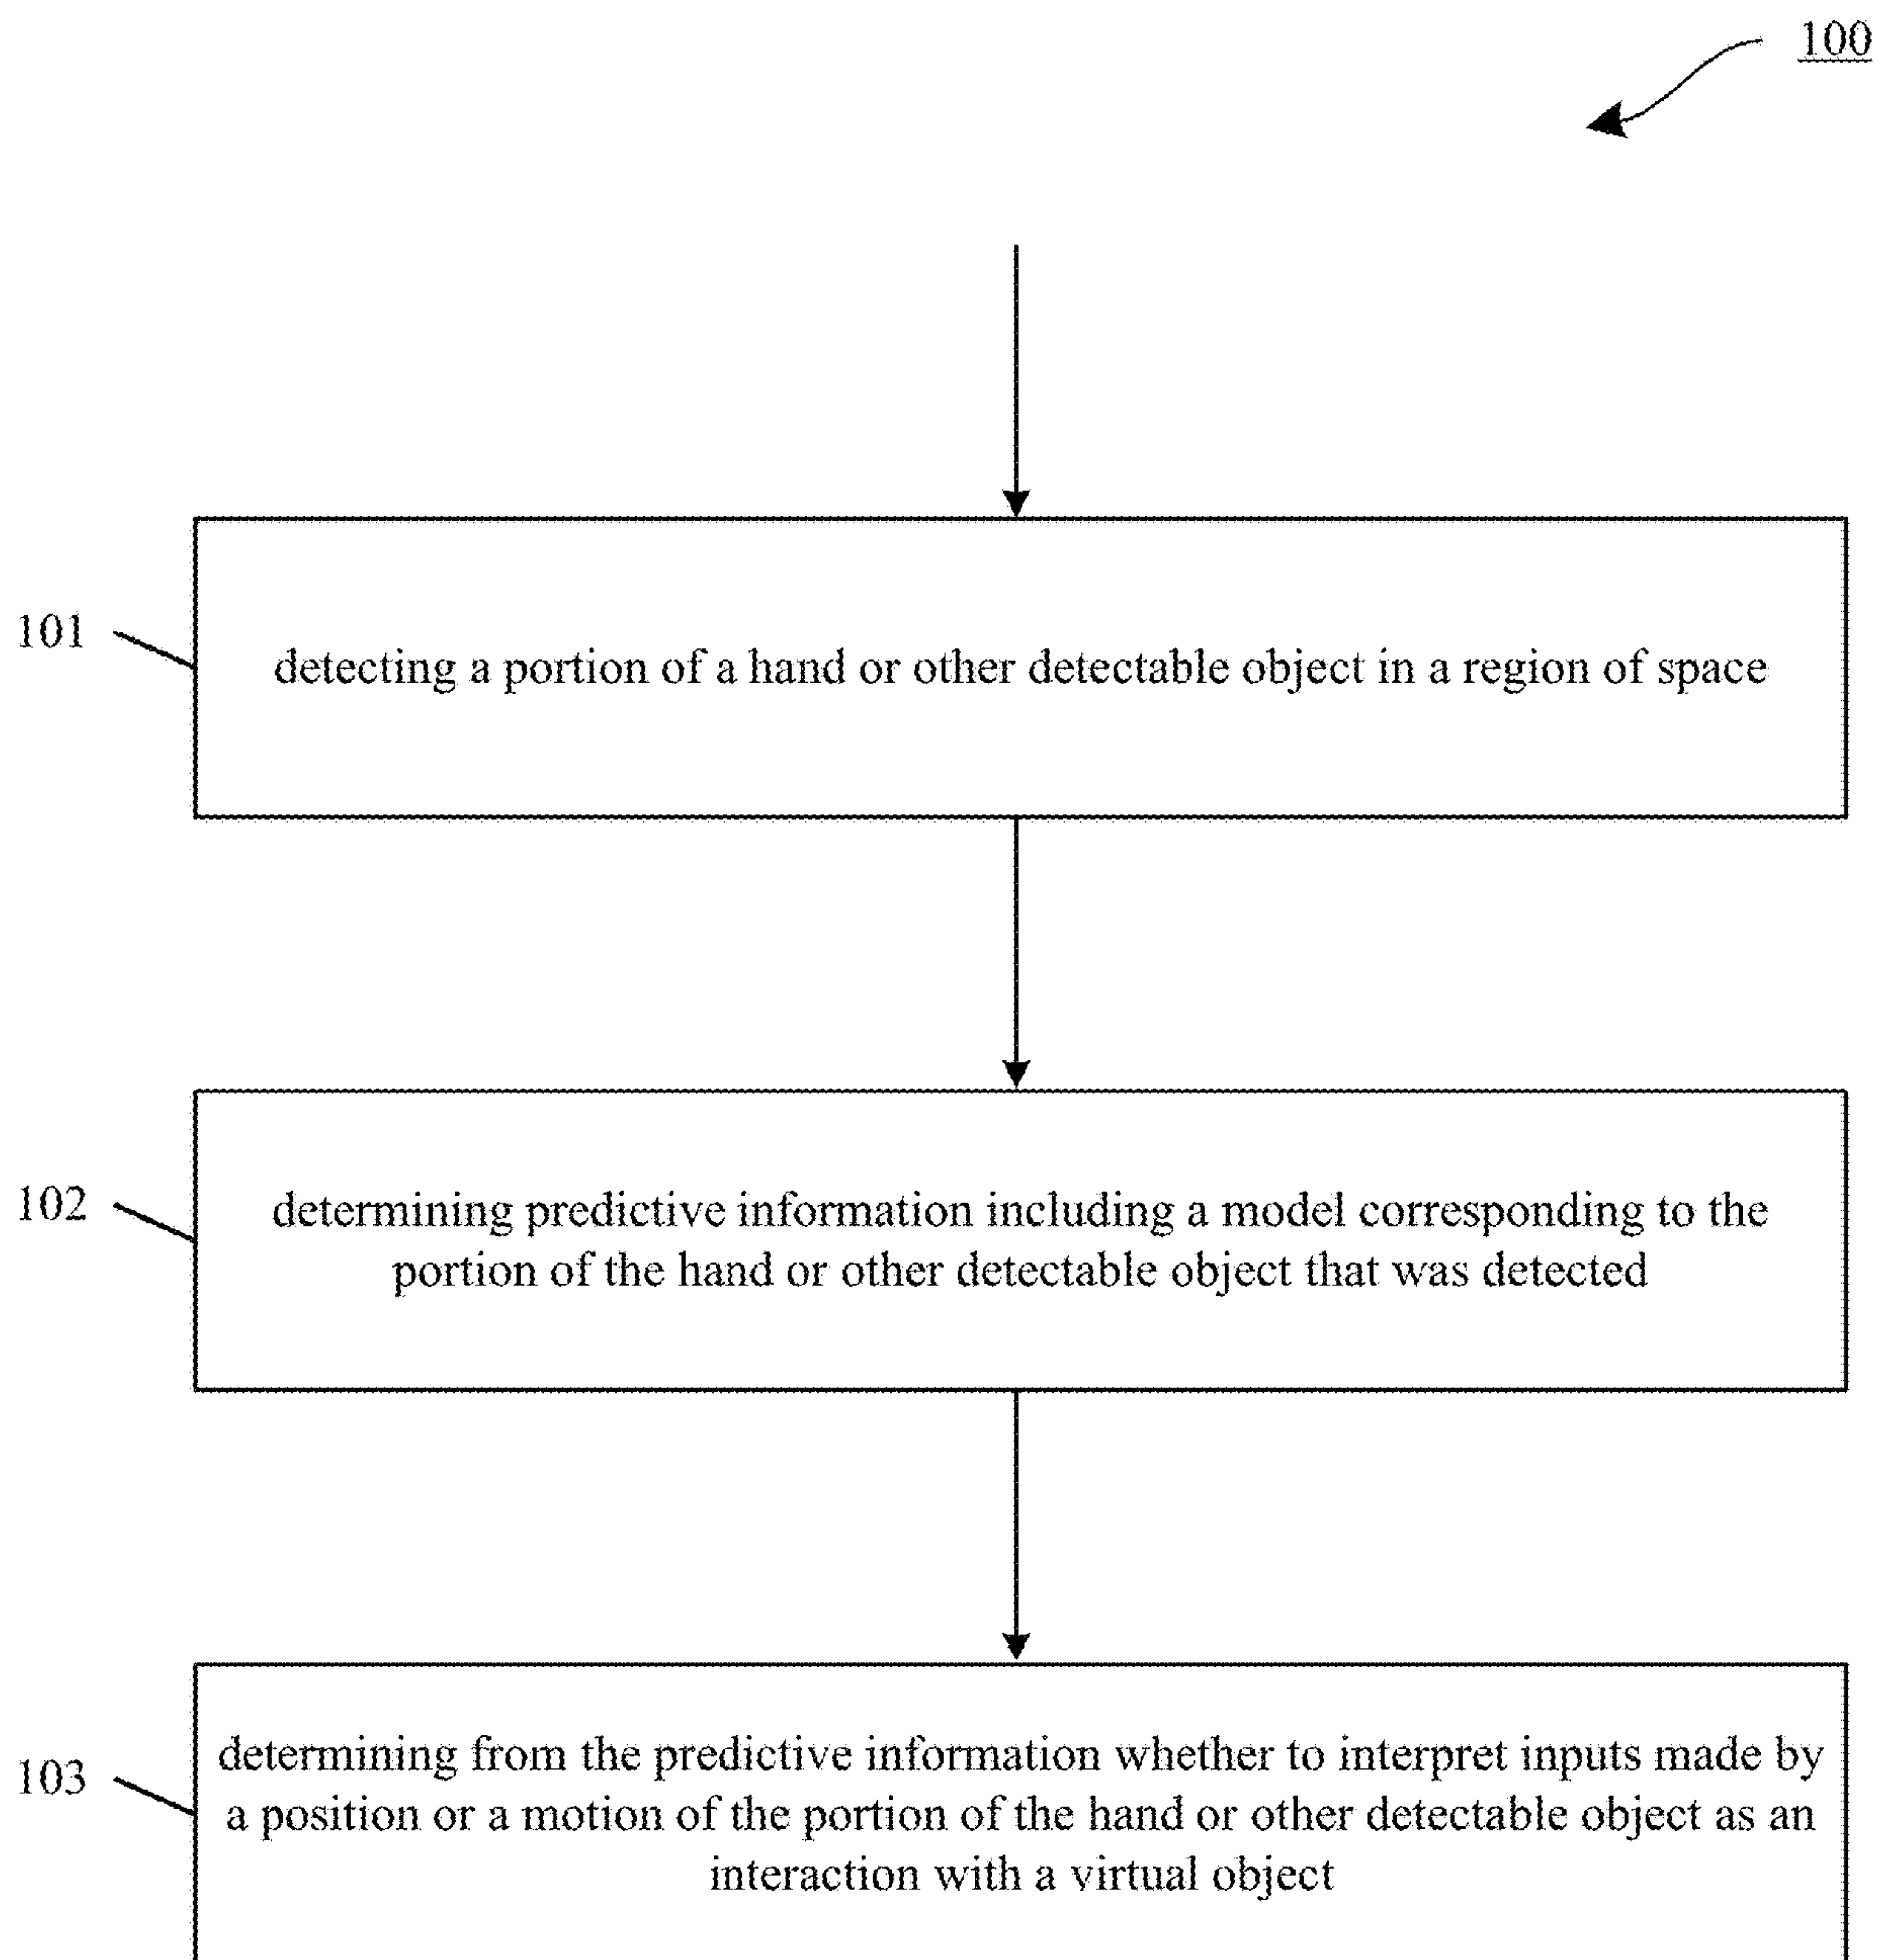 100
101
detecting a portion of a hand or other detectable object in a region of space
102
determining predictive information including a model corresponding to the
portion of the hand or other detectable object that was detected
103
determining from the predictive information whether to interpret inputs made by
a position or a motion of the portion of the hand or other detectable object as an
interaction with a virtual object